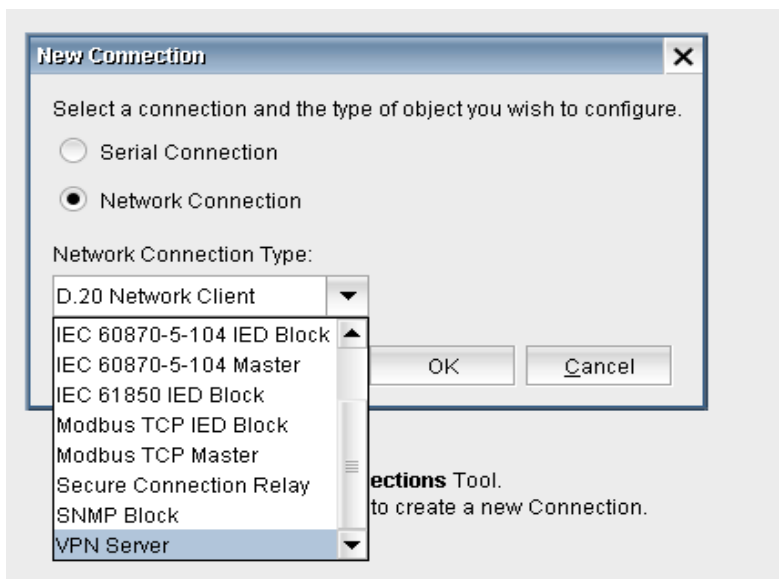 New Connection
Select a connection and the type of object you wish to configure.
Serial Connection
Network Connection
Network Connection Type:
D.20 Network Client
IEC 60870-5-104 IED Block
IEC 60870-5-104 Master
IEC 61850 IED Block
Modbus TCP IED Block
Modbus TCP Master
Secure Connection Relay
SNMP Block
VPN Server
OK
Cancel
ections Tool.
to create a new Connection.